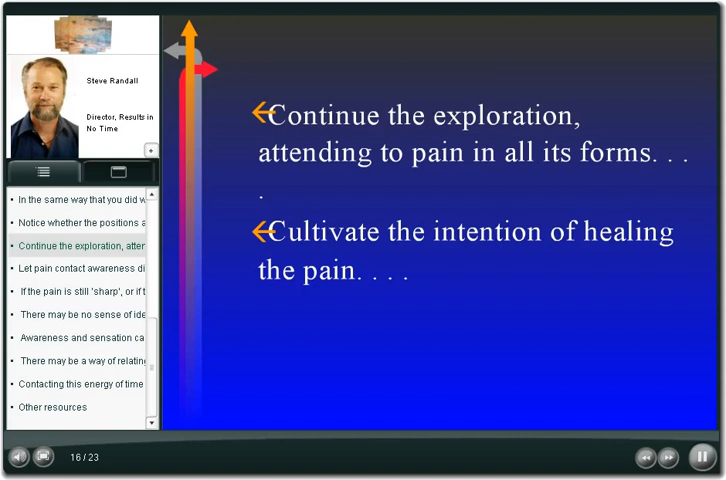 Steve Randall
Director, Results in
No Time
In the same way that you did w
Notice whether the positions a
Continue the exploration, atten
Let pain contact awareness di
If the pain is still 'sharp', or if t
There may be no sense of ide
Awareness and sensation ca
There may be a way of relating
Contacting this energy of time
Other resources
Continue the exploration,
attending to pain in all its forms. . .
.
Cultivate the intention of healing
the pain. . . .
16 / 23